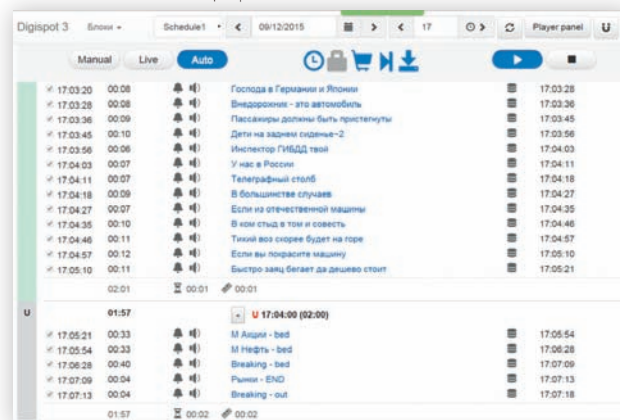 Digispot 3 Блоки Schedule1 09/12/2015 17 Player panel U
Manual Live Auto
17:03:20 00:08 Господа в Германии и Японии 17:03:28
17:03:28 00:08 Внедорожник - это автомобиль 17:03:36
17:03:36 00:09 Пассажиры должны быть пристегнуты 17:03:45
17:03:45 00:10 Дети на заднем сиденье~2 17:03:56
17:03:56 00:06 Инспектор ГИБДД твой 17:04:03
17:04:03 00:07 У нас в России 17:04:11
17:04:11 00:07 Телеграфный столб 17:04:18
17:04:18 00:09 В большинстве случаев 17:04:27
17:04:27 00:07 Если из отечественной машины 17:04:35
17:04:35 00:10 В ком стыд в том и совесть 17:04:46
17:04:46 00:11 Тихий воз скорее будет на горе 17:04:57
17:04:57 00:12 Если вы покрасите машину 17:05:10
17:05:10 00:11 Быстро заяц бегает да дешево стоит 17:05:21
02:01 00:01 00:01
U 01:57 U 17:04:00 (02:00)
17:05:21 00:33 М Акции - bed 17:05:54
17:05:54 00:33 М Нефть - bed 17:06:28
17:06:28 00:40 Breaking - bed 17:07:09
17:07:09 00:04 Рынки - END 17:07:13
17:07:13 00:04 Breaking - out 17:07:18
01:57 00:02 00:02